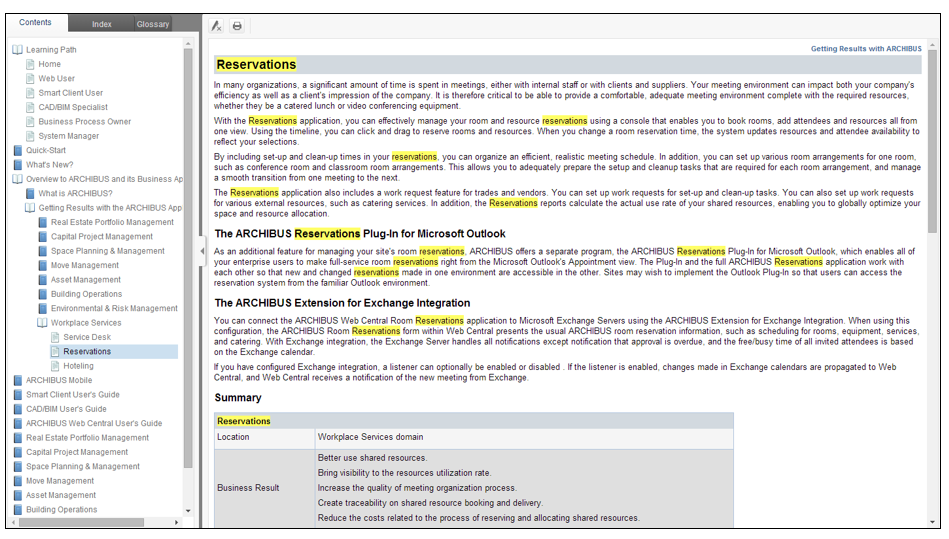 Contents
Index
Glossary
Learning Path
Home
Web User
Smart Client User
CAD/BIM Specialist
Business Process Owner
System Manager
Quick-Start
What's New?
Overview to ARCHIBUS and its Business Ap
What is ARCHIBUS?
Getting Results with the ARCHIBUS Appl
Real Estate Portfolio Management
Capital Project Management
Space Planning & Management
Move Management
Asset Management
Building Operations
Environmental & Risk Management
Workplace Services
Service Desk
Reservations
Hoteling
ARCHIBUS Mobile
Smart Client User's Guide
CAD/BIM User's Guide
ARCHIBUS Web Central User's Guide
Real Estate Portfolio Management
Capital Project Management
Space Planning & Management
Move Management
Asset Management
Building Operations
Getting Results with ARCHIBUS
Reservations
In many organizations, a significant amount of time is spent in meetings, either with internal staff or with clients and suppliers. Your meeting environment can impact both your company's
efficiency as well as a client's impression of the company. It is therefore critical to be able to provide a comfortable, adequate meeting environment complete with the required resources,
whether they be a catered lunch or video conferencing equipment.
With the Reservations application, you can effectively manage your room and resource reservations using a console that enables you to book rooms, add attendees and resources all from
one view. Using the timeline, you can click and drag to reserve rooms and resources. When you change a room reservation time, the system updates resources and attendee availability to
reflect your selections.
By including set-up and clean-up times in your reservations, you can organize an efficient, realistic meeting schedule. In addition, you can set up various room arrangements for one room,
such as conference room and classroom room arrangements. This allows you to adequately prepare the setup and cleanup tasks that are required for each room arrangement, and manage
a smooth transition from one meeting to the next.
The Reservations application also includes a work request feature for trades and vendors. You can set up work requests for set-up and clean-up tasks. You can also set up work requests
for various external resources, such as catering services. In addition, the Reservations reports calculate the actual use rate of your shared resources, enabling you to globally optimize your
space and resource allocation.
The ARCHIBUS Reservations Plug-In for Microsoft Outlook
As an additional feature for managing your site's room reservations, ARCHIBUS offers a separate program, the ARCHIBUS Reservations Plug-In for Microsoft Outlook, which enables all of
your enterprise users to make full-service room reservations right from the Microsoft Outlook's Appointment view. The Plug-In and the full ARCHIBUS Reservations application work with
each other so that new and changed reservations made in one environment are accessible in the other. Sites may wish to implement the Outlook Plug-In so that users can access the
reservation system from the familiar Outlook environment.
The ARCHIBUS Extension for Exchange Integration
You can connect the ARCHIBUS Web Central Room Reservations application to Microsoft Exchange Servers using the ARCHIBUS Extension for Exchange Integration. When using this
configuration, the ARCHIBUS Room Reservations form within Web Central presents the usual ARCHIBUS room reservation information, such as scheduling for rooms, equipment, services,
and catering. With Exchange integration, the Exchange Server handles all notifications except notification that approval is overdue, and the free/busy time of all invited attendees is based
on the Exchange calendar.
If you have configured Exchange integration, a listener can optionally be enabled or disabled . If the listener is enabled, changes made in Exchange calendars are propagated to Web
Central, and Web Central receives a notification of the new meeting from Exchange.
Summary
Reservations
Location
Workplace Services domain
Business Result
Better use shared resources.
Bring visibility to the resources utilization rate.
Increase the quality of meeting organization process.
Create traceability on shared resource booking and delivery.
Reduce the costs related to the process of reserving and allocating shared resources.